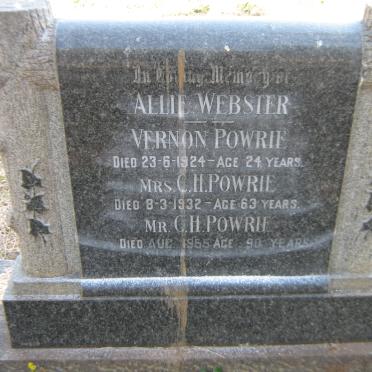 In Loving Memory of
ALLIE WEBSTER
VERNON POWRIE
DIED 23-6-1924 - AGE 24 YEARS.
MRS. C.H. POWRIE
DIED 8-3-1932 - AGE 63 YEARS.
MR. C.H. POWRIE
DIED AUG. 1955 AGE 90 YEARS